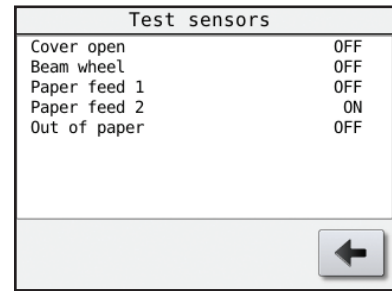 Test sensors
Cover open OFF
Beam wheel OFF
Paper feed 1 OFF
Paper feed 2 ON
Out of paper OFF